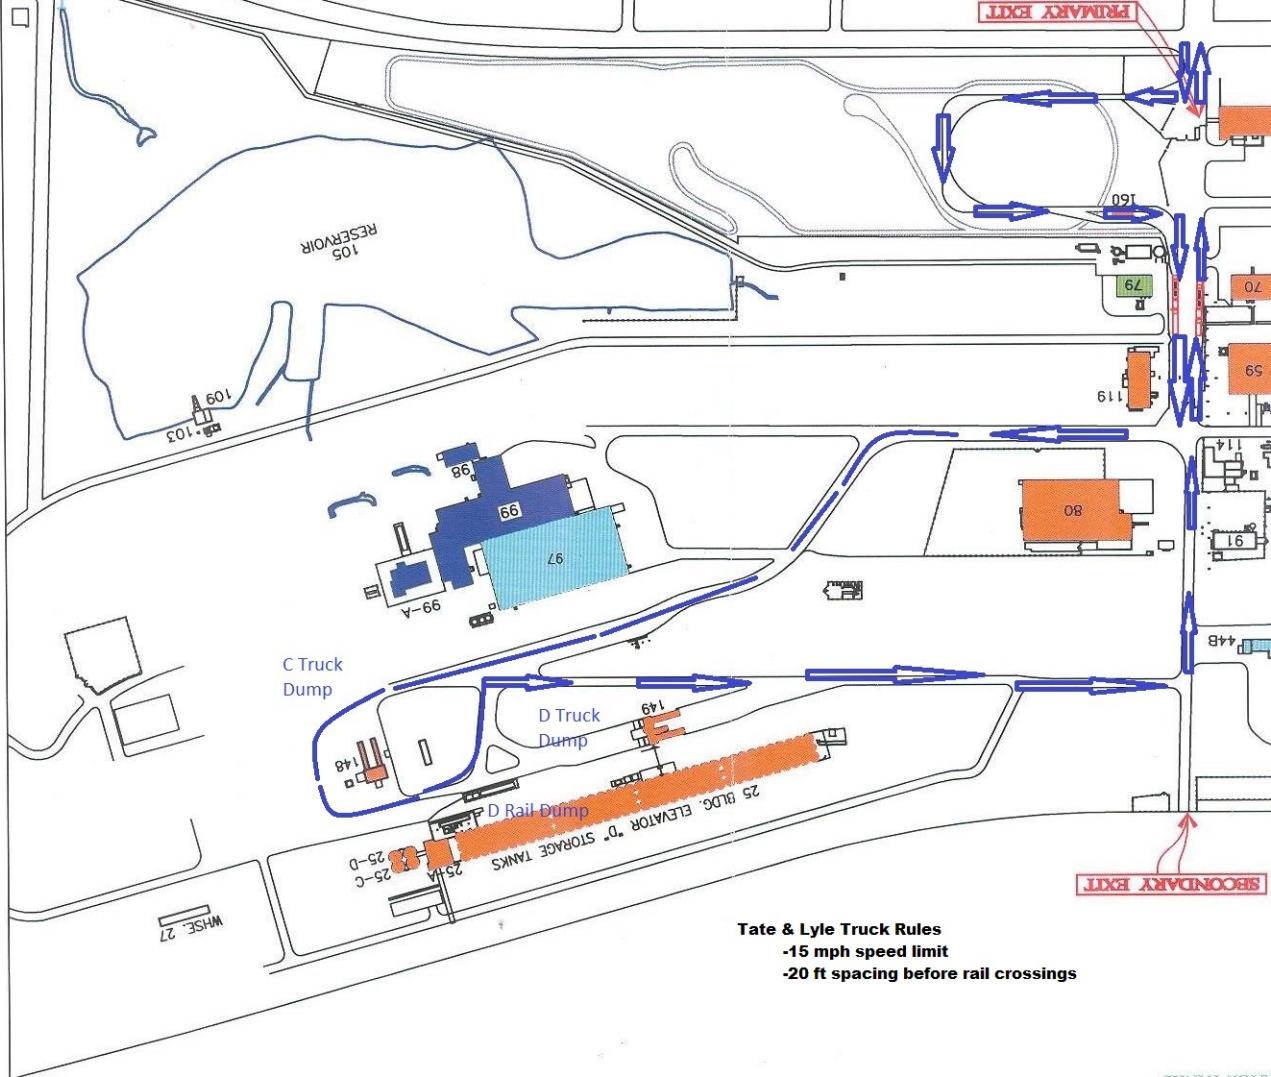 PRIMARY EXIT
160
105
RESERVOIR
79
70
59
109
119
103
114
98
99
80
91
97
99-A
44B
C Truck
Dump
149
D Truck
Dump
148
D Rail Dump
25 BLDG. ELEVATOR "D" STORAGE TANKS
25-D
25-C
25-A
SECONDARY EXIT
WHSE. 27
Tate & Lyle Truck Rules
-15 mph speed limit
-20 ft spacing before rail crossings